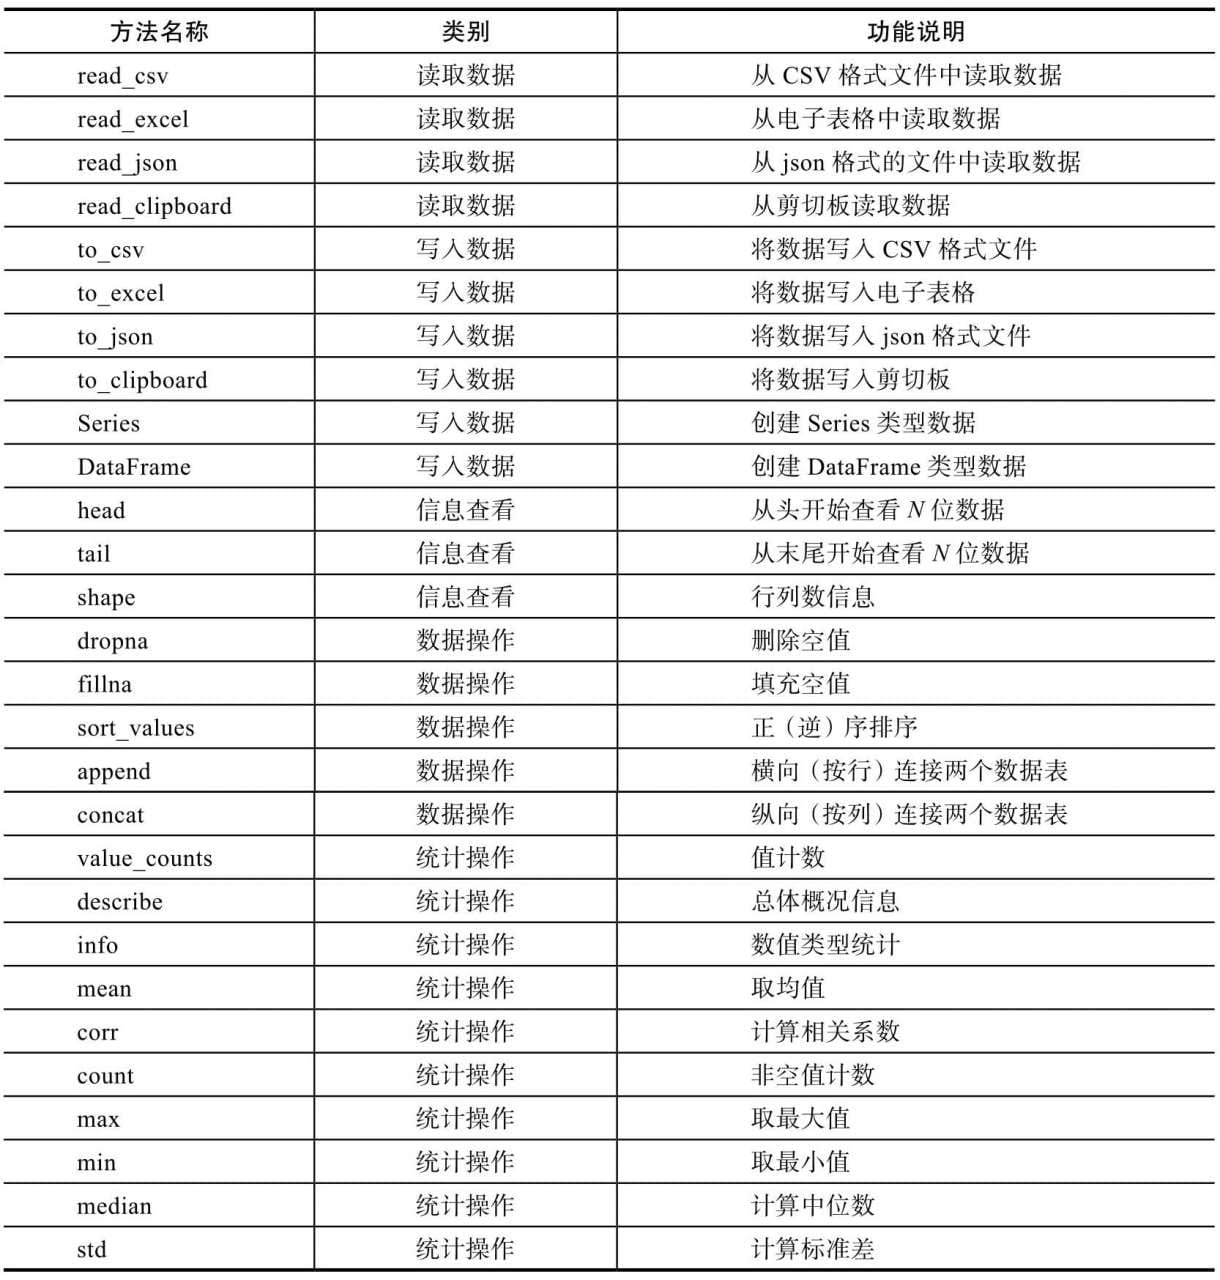 方法名称 类别 功能说明
read_csv 读取数据 从 CSV 格式文件中读取数据
read_excel 读取数据 从电子表格中读取数据
read_json 读取数据 从 json 格式的文件中读取数据
read_clipboard 读取数据 从剪切板读取数据
to_csv 写入数据 将数据写入 CSV 格式文件
to_excel 写入数据 将数据写入电子表格
to_json 写入数据 将数据写入 json 格式文件
to_clipboard 写入数据 将数据写入剪切板
Series 写入数据 创建 Series 类型数据
DataFrame 写入数据 创建 DataFrame 类型数据
head 信息查看 从头开始查看 N 位数据
tail 信息查看 从末尾开始查看 N 位数据
shape 信息查看 行列数信息
dropna 数据操作 删除空值
fillna 数据操作 填充空值
sort_values 数据操作 正（逆）序排序
append 数据操作 横向（按行）连接两个数据表
concat 数据操作 纵向（按列）连接两个数据表
value_counts 统计操作 值计数
describe 统计操作 总体概况信息
info 统计操作 数值类型统计
mean 统计操作 取均值
corr 统计操作 计算相关系数
count 统计操作 非空值计数
max 统计操作 取最大值
min 统计操作 取最小值
median 统计操作 计算中位数
std 统计操作 计算标准差